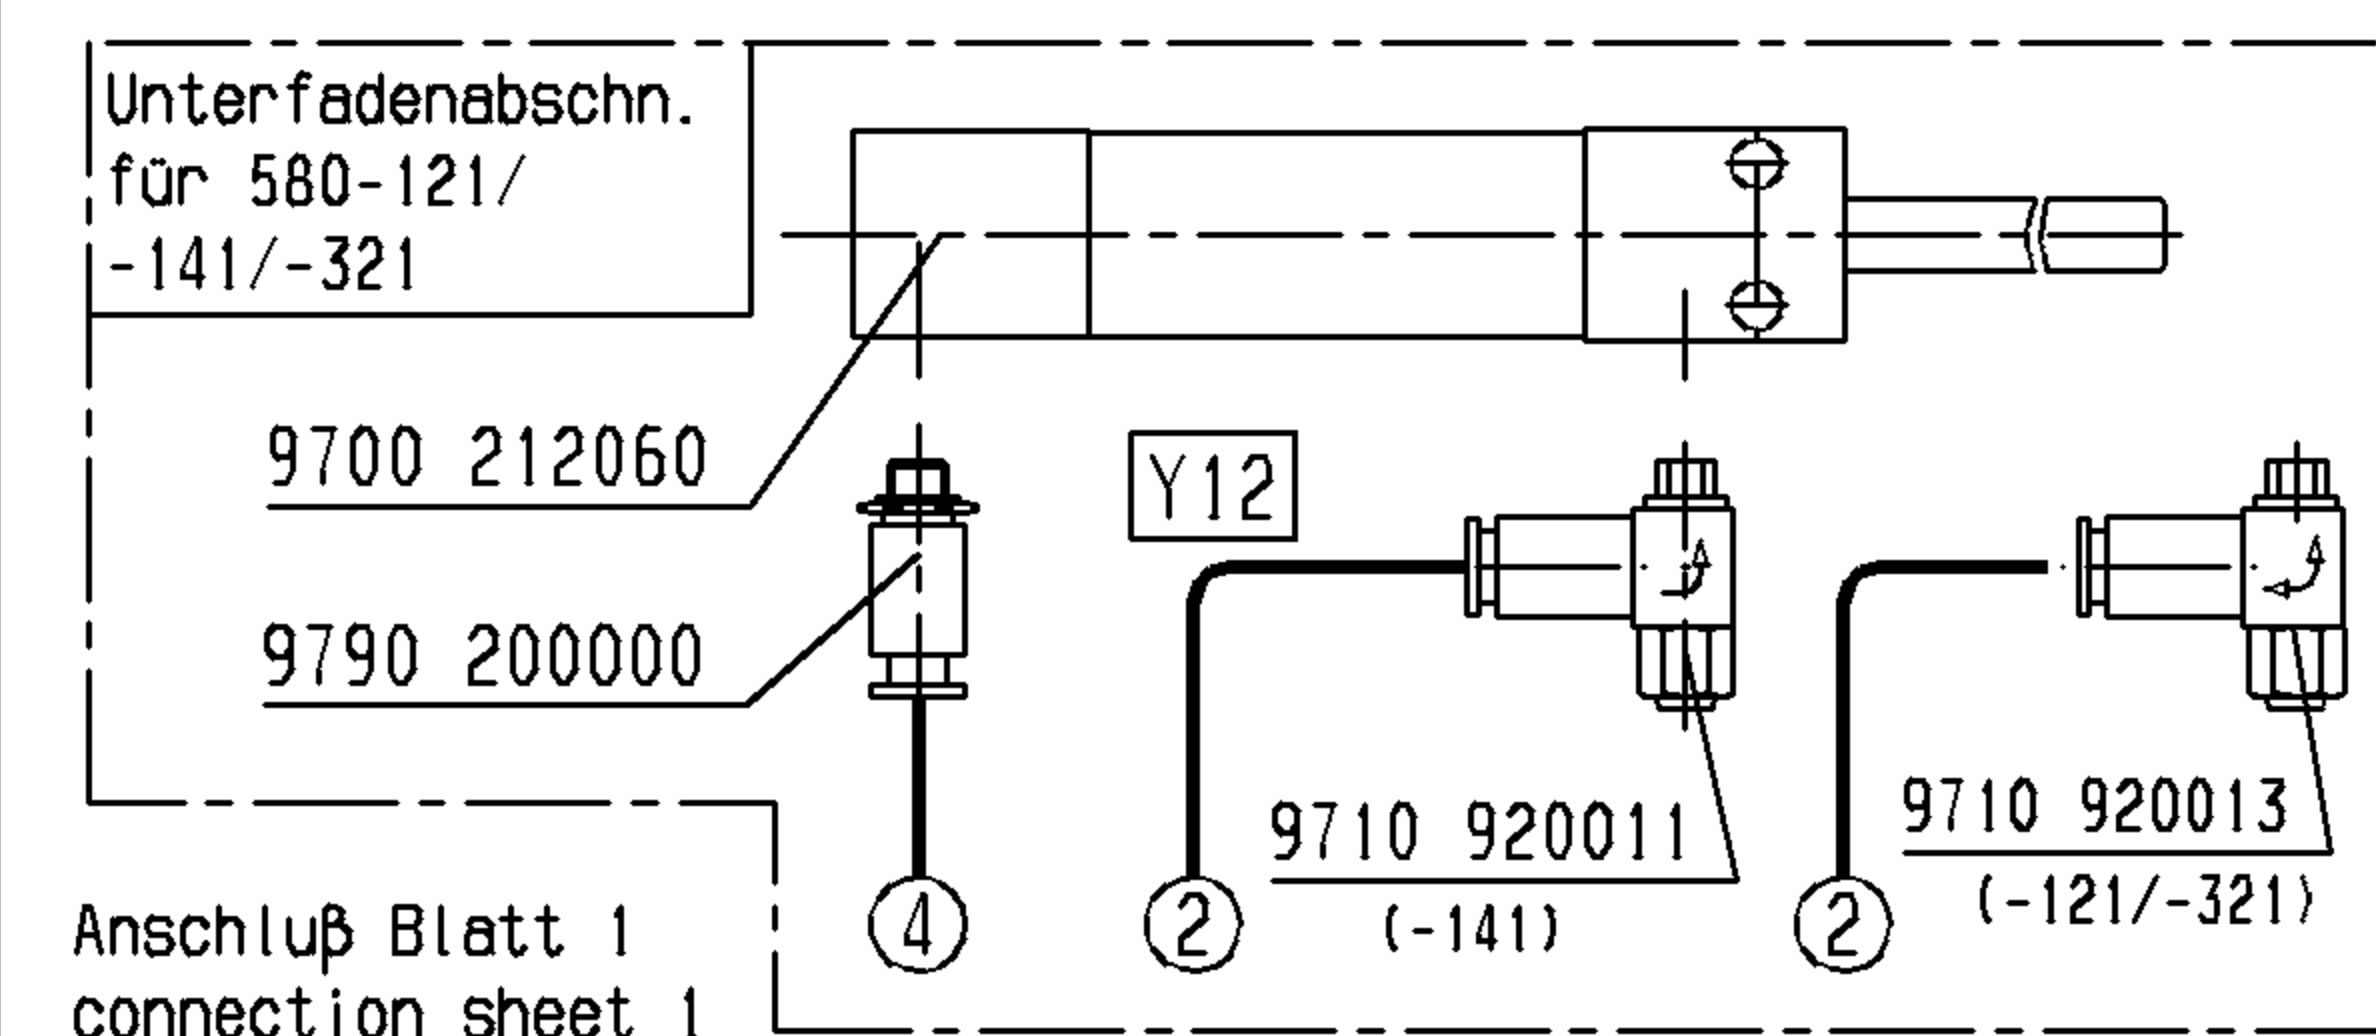 Unterfadenabschn.
für 580-121/
-141/-321
9700 212060
Y12
9790 200000
9710 920011
(-141)
9710 920013
(-121/-321)
4
2
2
Anschluß Blatt 1
connection sheet 1